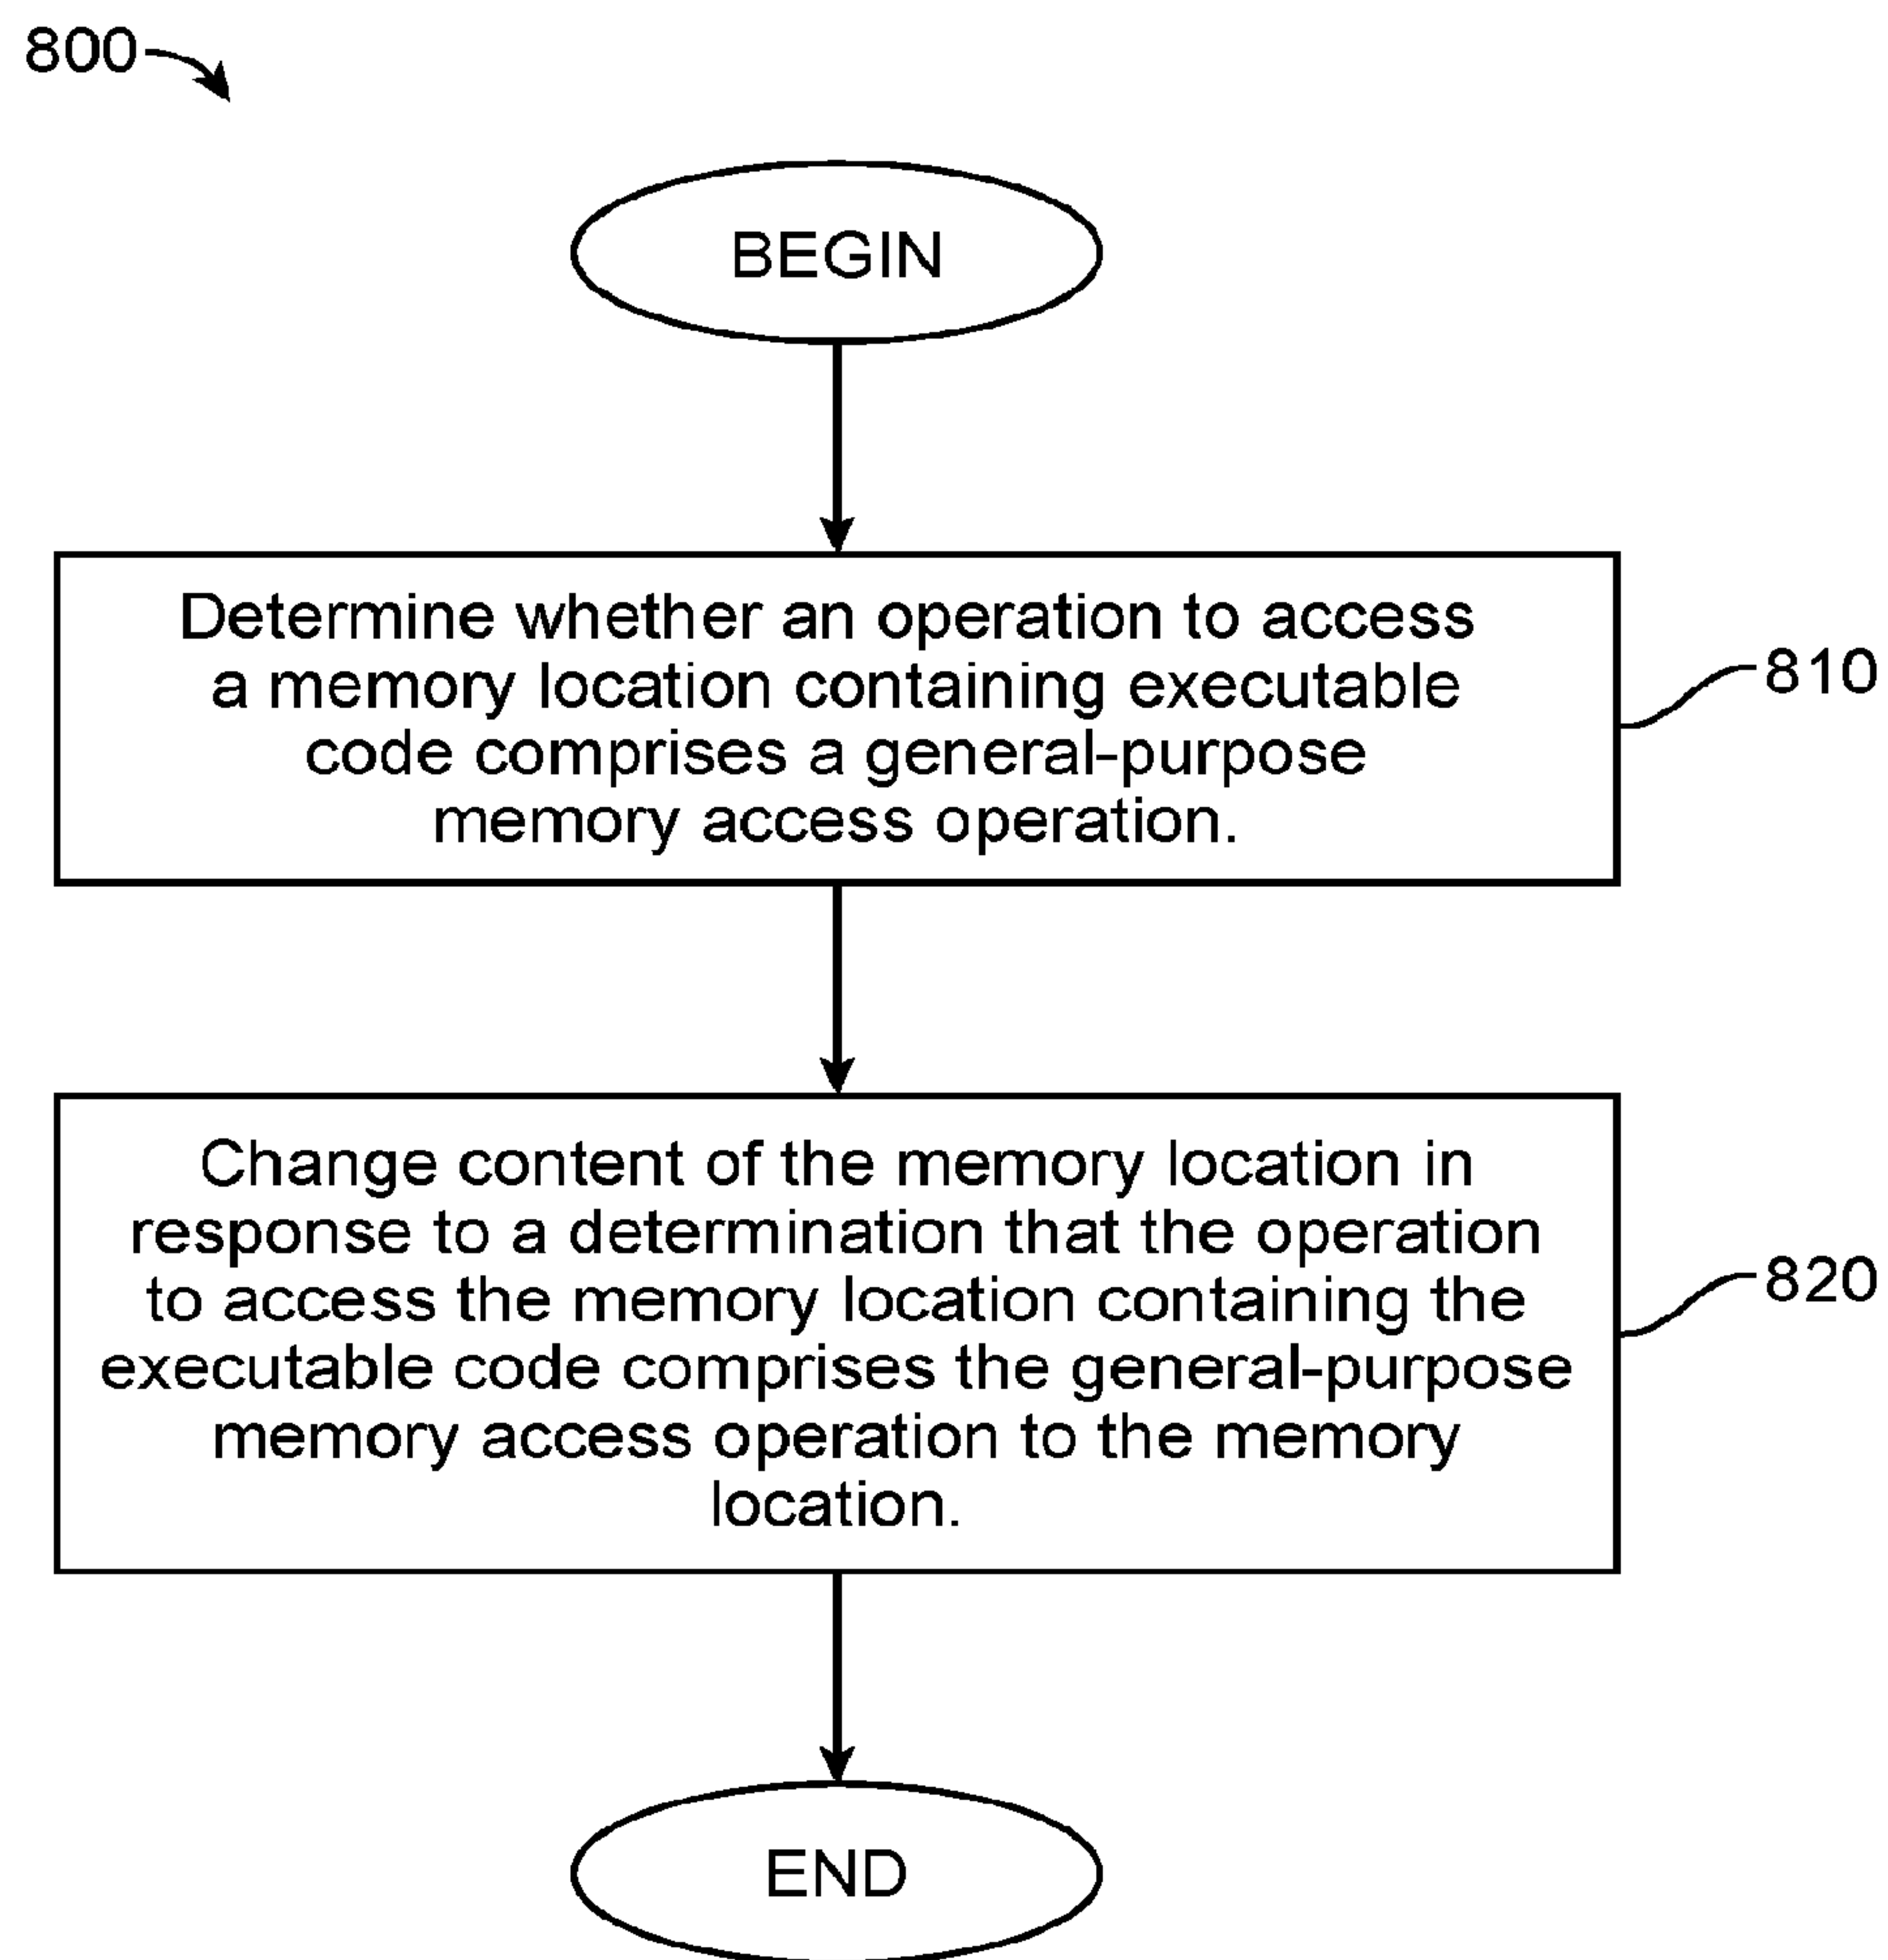 800
BEGIN
Determine whether an operation to access
a memory location containing executable
code comprises a general-purpose
memory access operation.
810
Change content of the memory location in
response to a determination that the operation
to access the memory location containing the
executable code comprises the general-purpose
memory access operation to the memory
location.
820
END